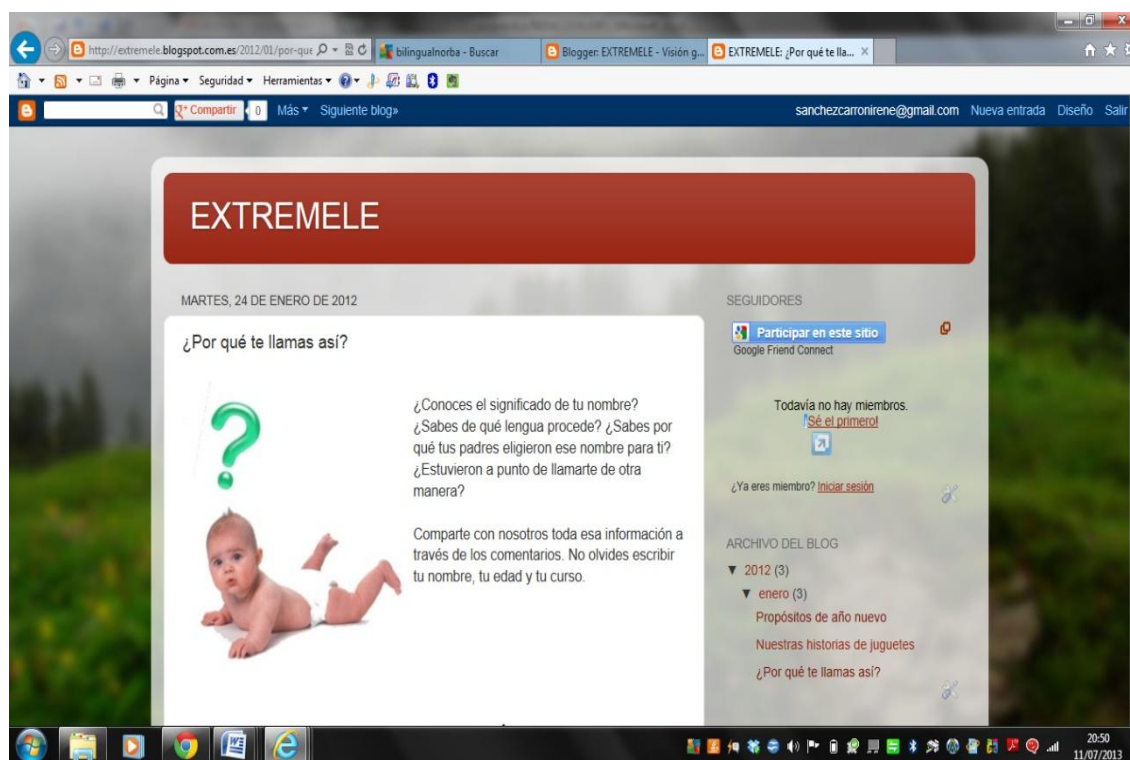 http://extremele.blogspot.com.es/2012/01/por-que
bilingualnorba - Buscar
Blogger: EXTREMELE - Visión g...
EXTREMELE: ¿Por qué te lla...
Página Seguridad Herramientas
Compartir 0 Más Siguiente blog»
sanchezcarronirene@gmail.com Nueva entrada Diseño Salir
EXTREMELE
MARTES, 24 DE ENERO DE 2012
¿Por qué te llamas así?
¿Conoces el significado de tu nombre?
¿Sabes de qué lengua procede? ¿Sabes por
qué tus padres eligieron ese nombre para ti?
¿Estuvieron a punto de llamarte de otra
manera?
Comparte con nosotros toda esa información a
través de los comentarios. No olvides escribir
tu nombre, tu edad y tu curso.
SEGUIDORES
Participar en este sitio
Google Friend Connect
Todavía no hay miembros.
¡Sé el primero!
¿Ya eres miembro? Iniciar sesión
ARCHIVO DEL BLOG
▼ 2012 (3)
▼ enero (3)
Propósitos de año nuevo
Nuestras historias de juguetes
¿Por qué te llamas así?
20:50
11/07/2013